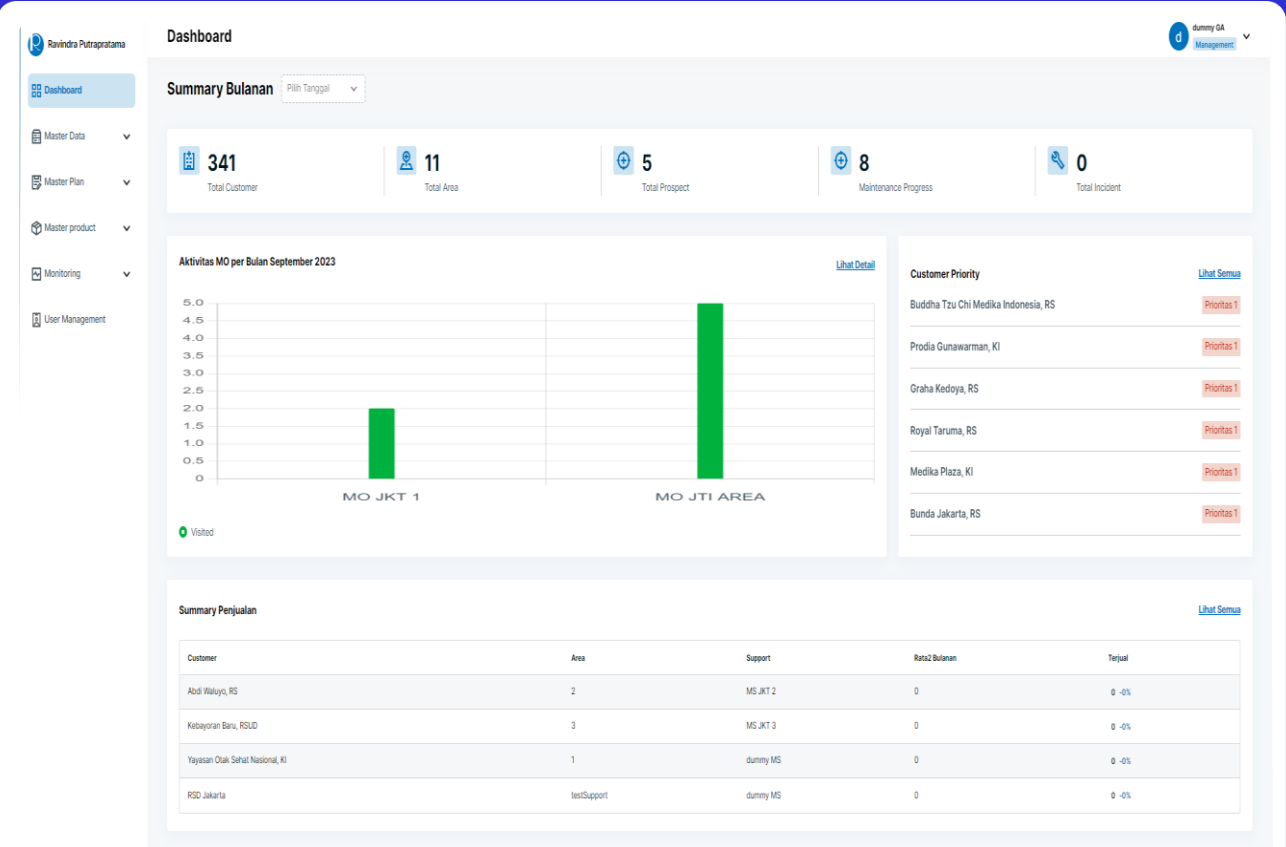 Ravindra Putrapratama
Dashboard
Master Data
Master Plan
Master product
Monitoring
User Management
Dashboard
d
dummy GA
Management
Summary Bulanan
Pilih Tanggal
341
Total Customer
11
Total Area
5
Total Prospect
8
Maintenance Progress
0
Total Incident
Aktivitas MO per Bulan September 2023
Lihat Detail
5.0
4.5
4.0
3.5
3.0
2.5
2.0
1.5
1.0
0.5
0
MO JKT 1
MO JTI AREA
Visited
Customer Priority
Lihat Semua
Buddha Tzu Chi Medika Indonesia, RS
Prioritas 1
Prodia Gunawarman, KI
Prioritas 1
Graha Kedoya, RS
Prioritas 1
Royal Taruma, RS
Prioritas 1
Medika Plaza, KI
Prioritas 1
Bunda Jakarta, RS
Prioritas 1
Summary Penjualan
Lihat Semua
Customer Area Support Rata2 Bulanan Terjual
Abdi Waluyo, RS 2 MS JKT 2 0 0 -0%
Kebayoran Baru, RSUD 3 MS JKT 3 0 0 -0%
Yayasan Otak Sehat Nasional, KI 1 dummy MS 0 0 -0%
RSD Jakarta testSupport dummy MS 0 0 -0%